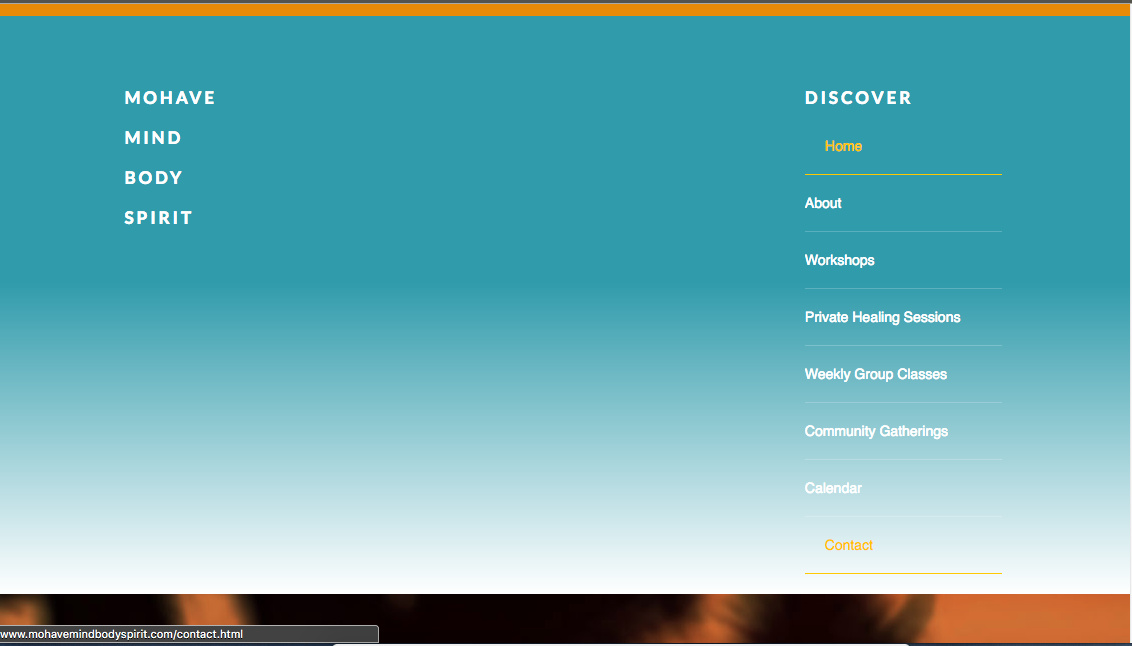 MOHAVE
MIND
BODY
SPIRIT
DISCOVER
Home
About
Workshops
Private Healing Sessions
Weekly Group Classes
Community Gatherings
Calendar
Contact
www.mohavemindbodyspirit.com/contact.html